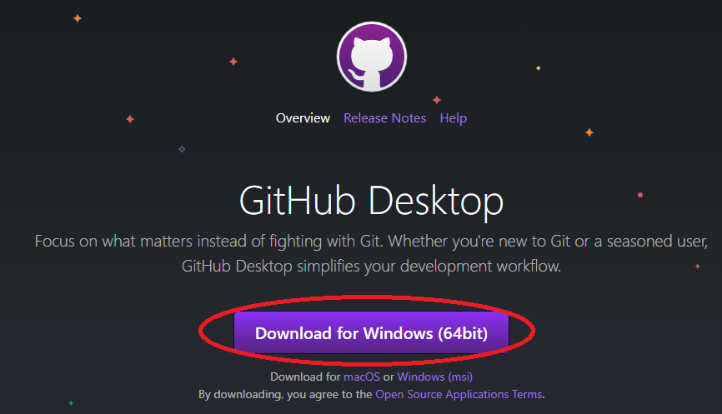 Overview Release Notes Help
GitHub Desktop
Focus on what matters instead of fighting with Git. Whether you're new to Git or a seasoned user,
GitHub Desktop simplifies your development workflow.
Download for Windows (64bit)
Download for macOS or Windows (msi)
By downloading, you agree to the Open Source Applications Terms.